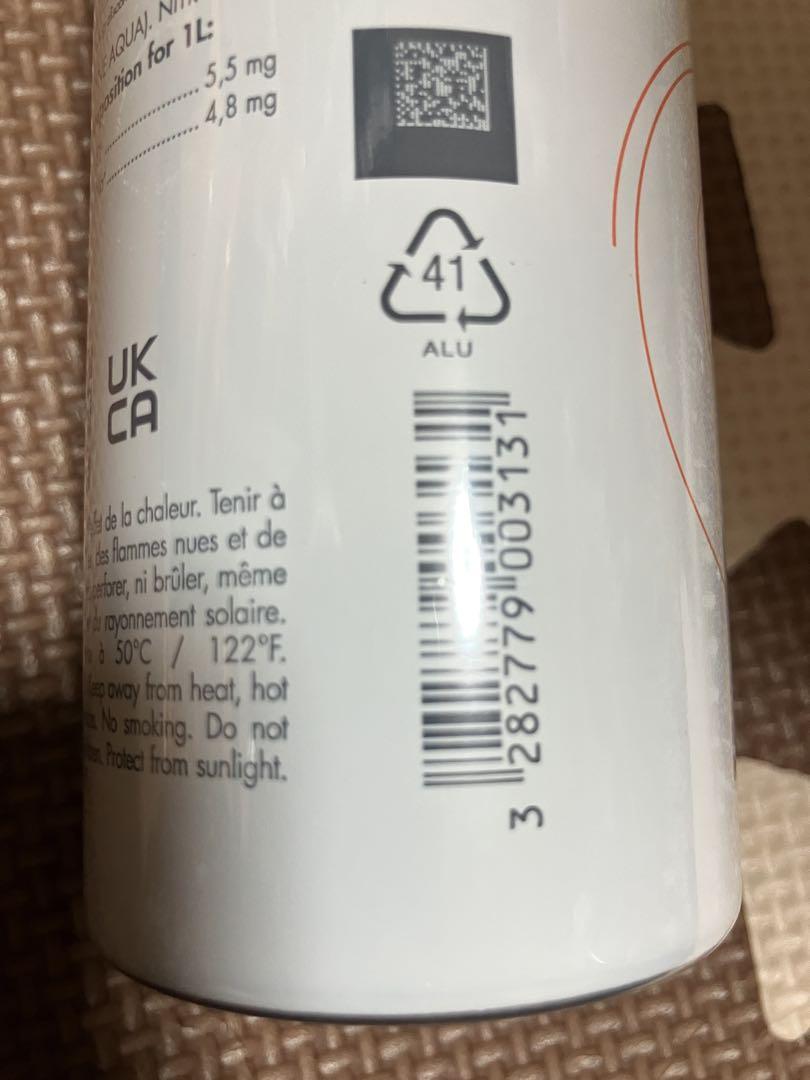 AQUA].
for 1L:
5,5 mg
4,8 mg
41
ALU
UK
CA
de la chaleur. Tenir à
des flammes nues et de
perforer, ni brûler, même
du rayonnement solaire.
à 50°C / 122°F.
Keep away from heat, hot
No smoking. Do not
Protect from sunlight.
3 282779 003131